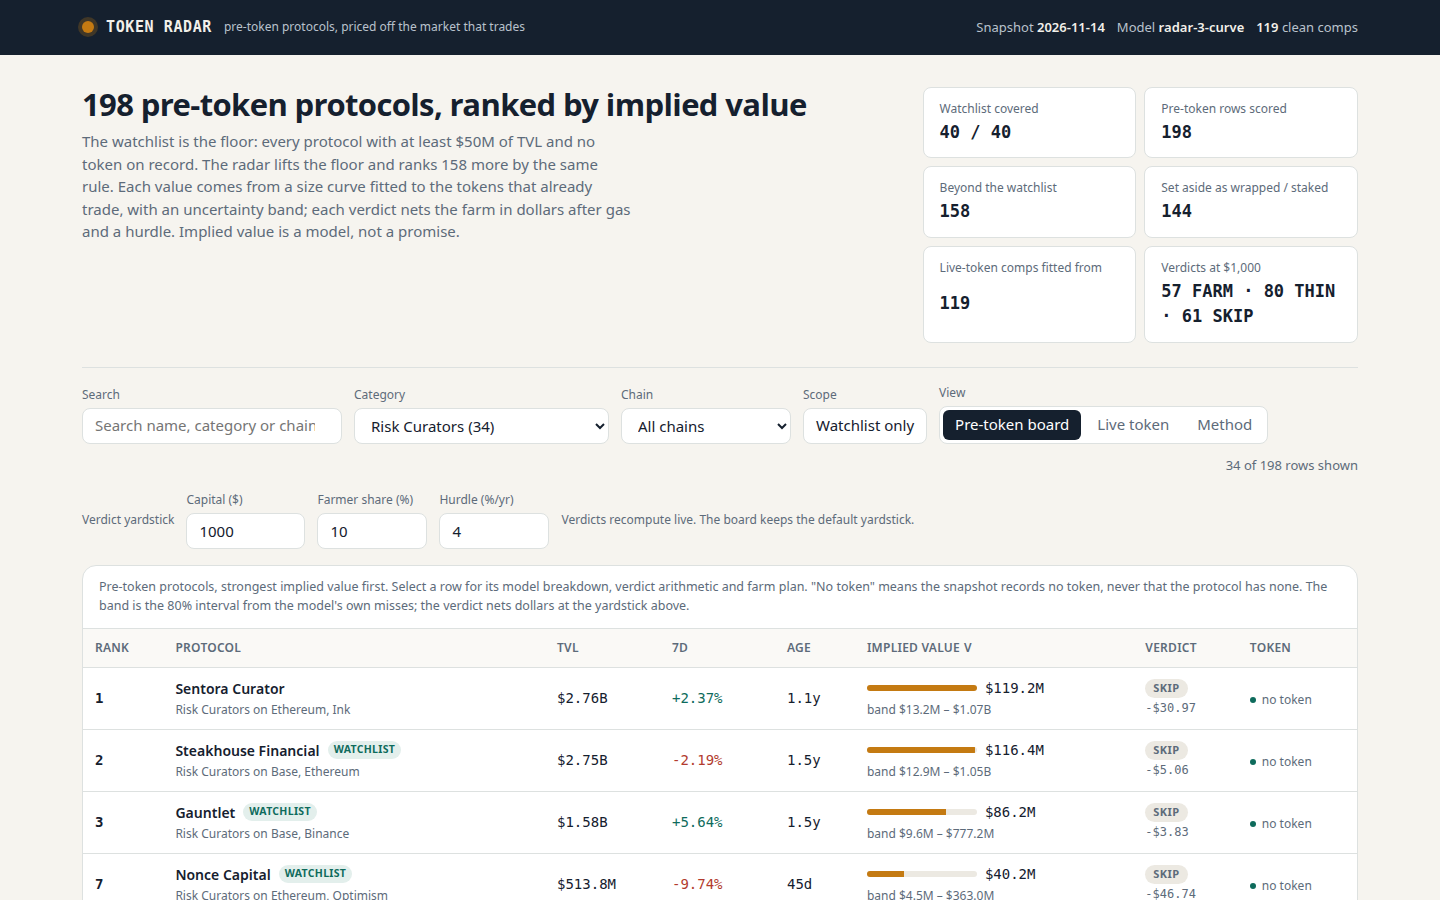 TOKEN RADAR pre-token protocols, priced off the market that trades
Snapshot 2026-11-14 Model radar-3-curve 119 clean comps
198 pre-token protocols, ranked by implied value
The watchlist is the floor: every protocol with at least $50M of TVL and no
token on record. The radar lifts the floor and ranks 158 more by the same
rule. Each value comes from a size curve fitted to the tokens that already
trade, with an uncertainty band; each verdict nets the farm in dollars after gas
and a hurdle. Implied value is a model, not a promise.
Watchlist covered
40 / 40
Pre-token rows scored
198
Beyond the watchlist
158
Set aside as wrapped / staked
144
Live-token comps fitted from
119
Verdicts at $1,000
57 FARM · 80 THIN
· 61 SKIP
Search
Search name, category or chain
Category
Risk Curators (34)
Chain
All chains
Scope
Watchlist only
View
Pre-token board Live token Method
34 of 198 rows shown
Verdict yardstick
Capital ($)
1000
Farmer share (%)
10
Hurdle (%/yr)
4
Verdicts recompute live. The board keeps the default yardstick.
Pre-token protocols, strongest implied value first. Select a row for its model breakdown, verdict arithmetic and farm plan. "No token" means the snapshot records no token, never that the protocol has none. The
band is the 80% interval from the model's own misses; the verdict nets dollars at the yardstick above.
RANK PROTOCOL TVL 7D AGE IMPLIED VALUE V VERDICT TOKEN
1 Sentora Curator $2.76B +2.37% 1.1y $119.2M SKIP no token
Risk Curators on Ethereum, Ink band $13.2M – $1.07B -$30.97
2 Steakhouse Financial WATCHLIST $2.75B -2.19% 1.5y $116.4M SKIP no token
Risk Curators on Base, Ethereum band $12.9M – $1.05B -$5.06
3 Gauntlet WATCHLIST $1.58B +5.64% 1.5y $86.2M SKIP no token
Risk Curators on Base, Binance band $9.6M – $777.2M -$3.83
7 Nonce Capital WATCHLIST $513.8M -9.74% 45d $40.2M SKIP no token
Risk Curators on Ethereum, Optimism band $4.5M – $363.0M -$46.74